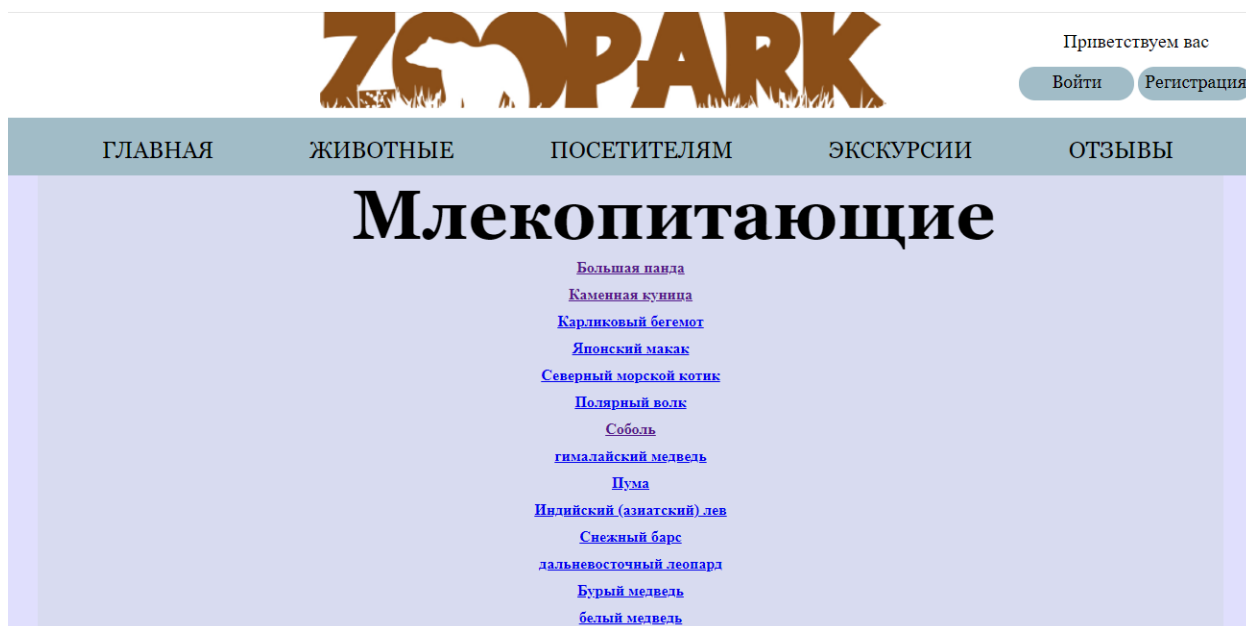 ZOOPARK
Приветствуем вас
Войти Регистрация
ГЛАВНАЯ ЖИВОТНЫЕ ПОСЕТИТЕЛЯМ ЭКСКУРСИИ ОТЗЫВЫ
Млекопитающие
Большая панда
Каменная куница
Карликовый бегемот
Японский макак
Северный морской котик
Полярный волк
Соболь
гималайский медведь
Пума
Индийский (азиатский) лев
Снежный барс
дальневосточный леопард
Бурый медведь
белый медведь